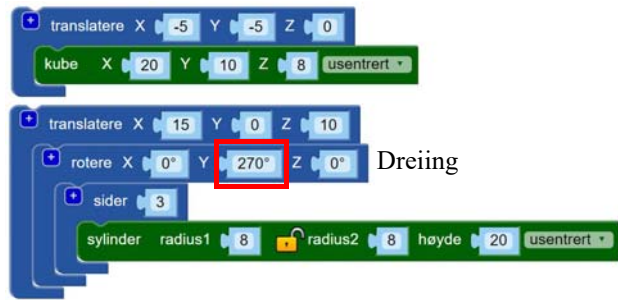 translatere X -5 Y -5 Z 0
kube X 20 Y 10 Z 8 usentrert
translatere X 15 Y 0 Z 10
rotere X 0° Y 270° Z 0° Dreiing
sider 3
sylinder radius1 8 radius2 8 høyde 20 usentrert